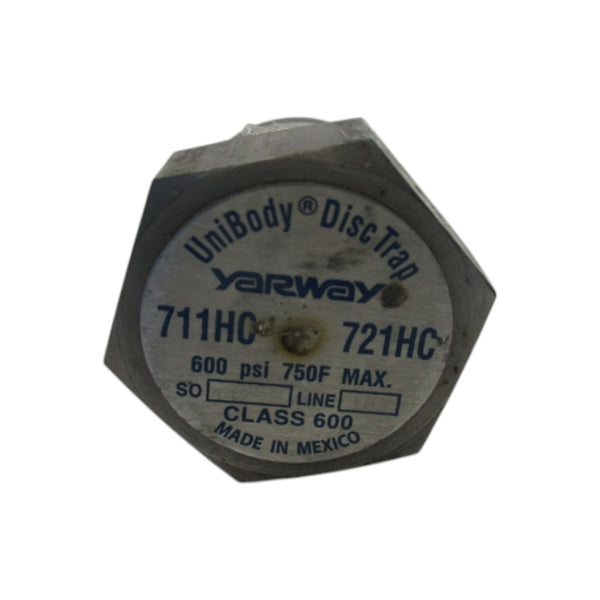 UniBody® Disc Trap
YARWAY
711HC 721HC
600 psi 750F MAX.
SO LINE
CLASS 600
MADE IN MEXICO